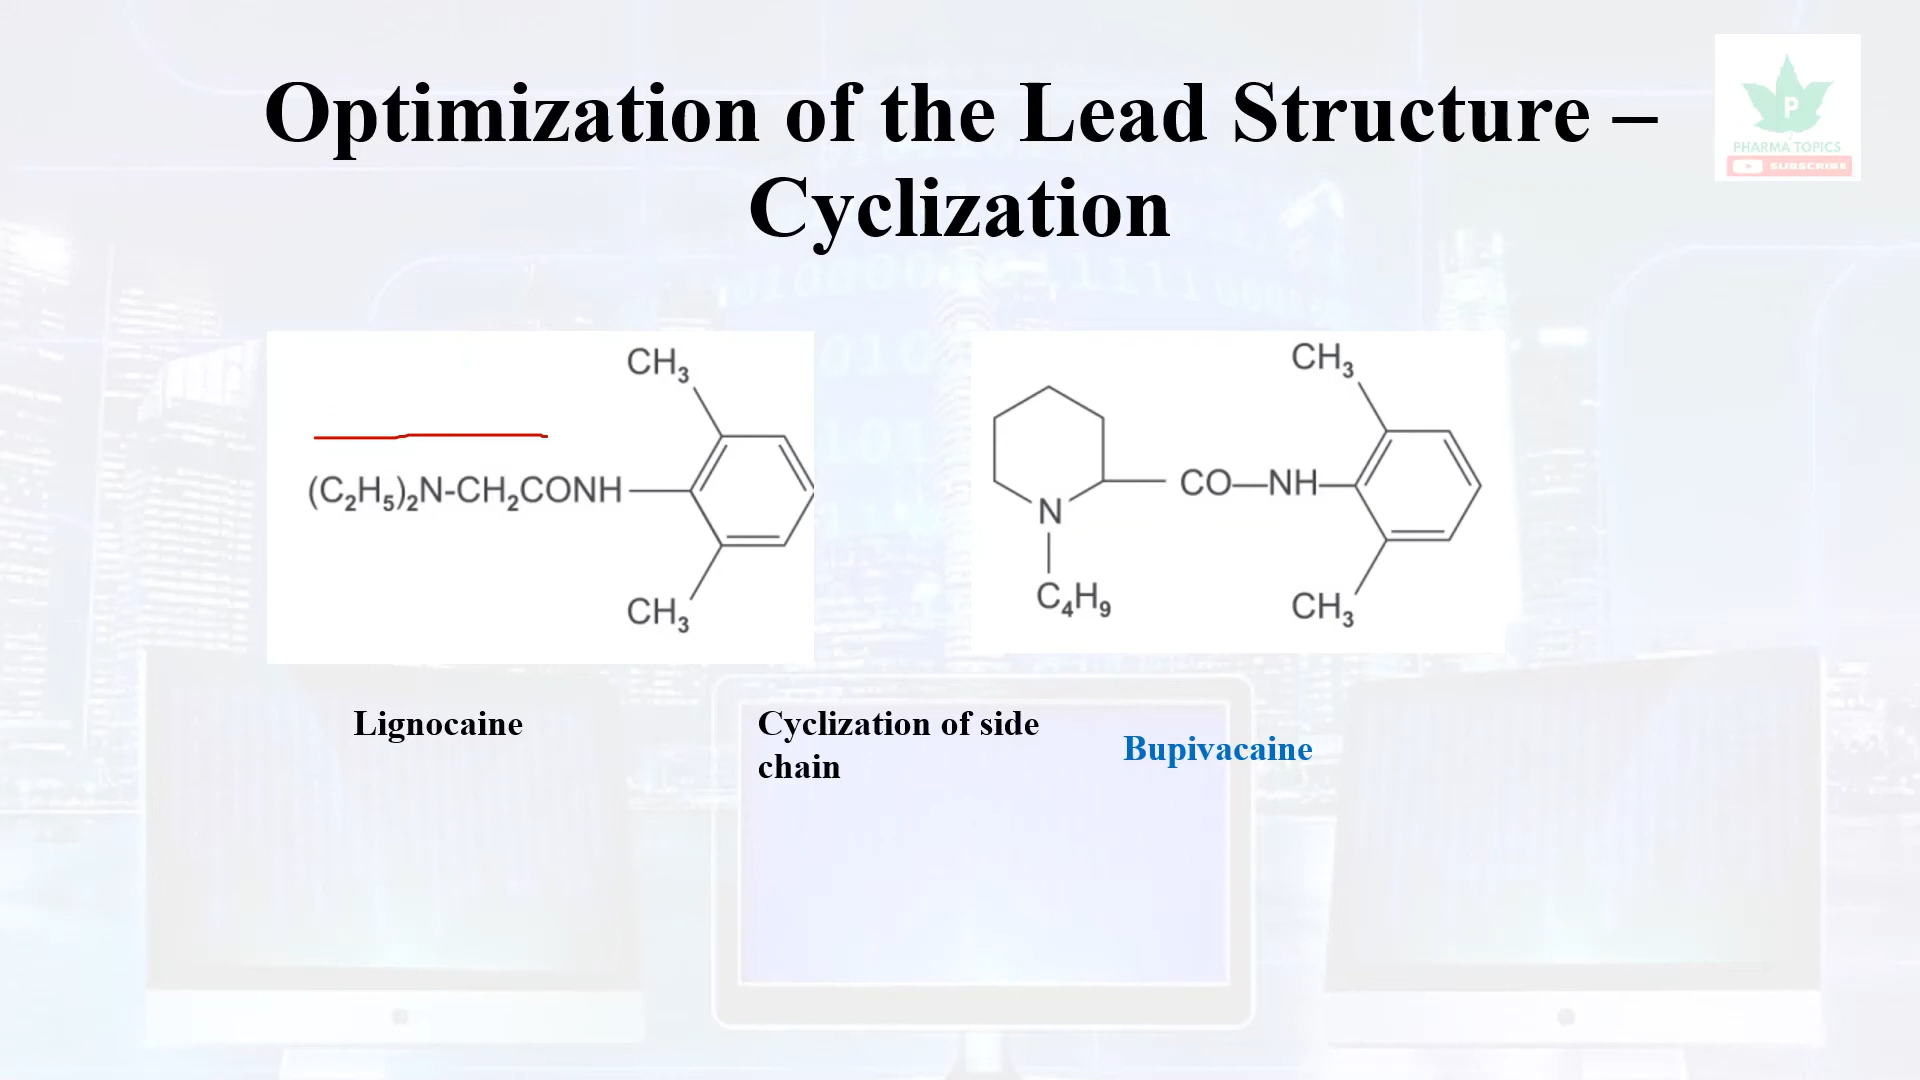 Optimization of the Lead Structure –
Cyclization
P
PHARMA TOPICS
SUBSCRIBE
CH₃
(C₂H₅)₂N-CH₂CONH
CH₃
CH₃
CO—NH
N
C₄H₉
CH₃
Lignocaine
Cyclization of side
chain
Bupivacaine